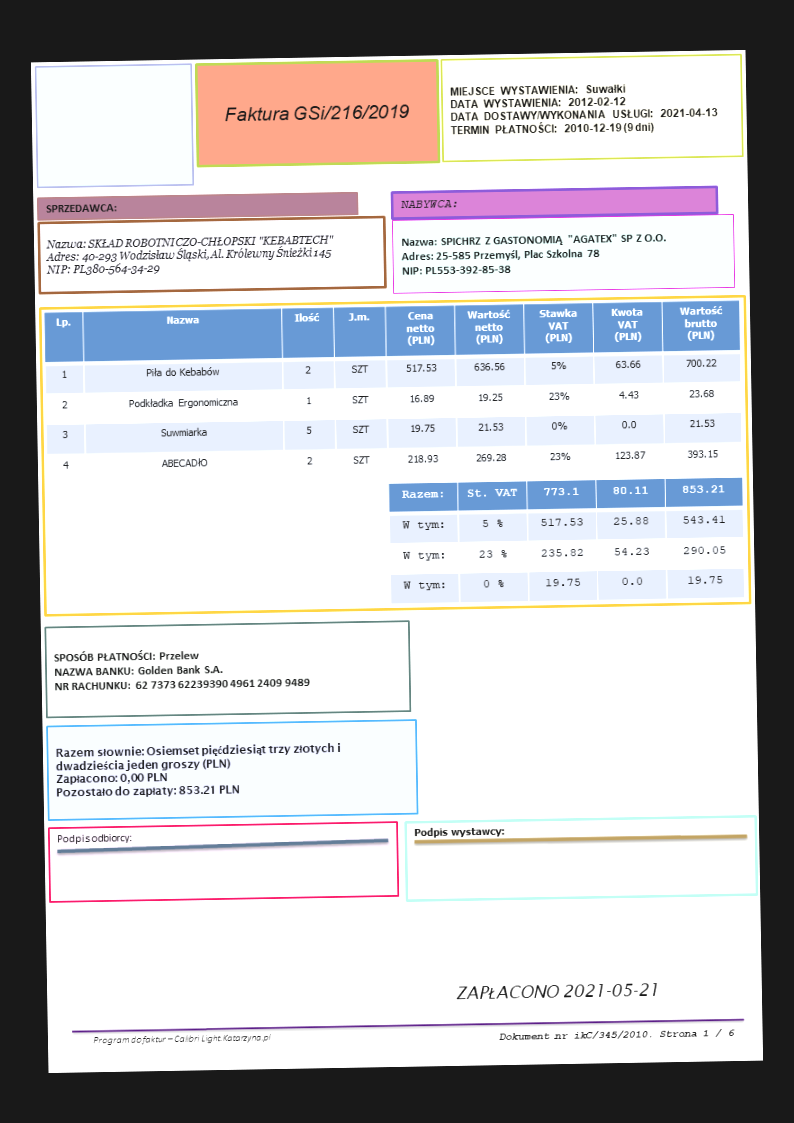 Faktura GSi/216/2019
MIEJSCE WYSTAWIENIA: Suwałki
DATA WYSTAWIENIA: 2012-02-12
DATA DOSTAWY/WYKONANIA USŁUGI: 2021-04-13
TERMIN PŁATNOŚCI: 2010-12-19 (9 dni)
SPRZEDAWCA:
Nazwa: SKŁAD ROBOTNICZO-CHŁOPSKI "KEBABTECH"
Adres: 40-293 Wodzisław Śląski, Al. Królewny Śnieżki 145
NIP: PL380-564-34-29
NABYWCA:
Nazwa: SPICHRZ Z GASTONOMIĄ "AGATEX" SP Z O.O.
Adres: 25-585 Przemyśl, Plac Szkolna 78
NIP: PL553-392-85-38
Lp. Nazwa Ilość J.m. Cena netto (PLN) Wartość netto (PLN) Stawka VAT (PLN) Kwota VAT (PLN) Wartość brutto (PLN)
1 Piła do Kebabów 2 SZT 517.53 636.56 5% 63.66 700.22
2 Podkładka Ergonomiczna 1 SZT 16.89 19.25 23% 4.43 23.68
3 Suwmiarka 5 SZT 19.75 21.53 0% 0.0 21.53
4 ABECADŁO 2 SZT 218.93 269.28 23% 123.87 393.15
Razem: St. VAT 773.1 80.11 853.21
W tym: 5 % 517.53 25.88 543.41
W tym: 23 % 235.82 54.23 290.05
W tym: 0 % 19.75 0.0 19.75
SPOSÓB PŁATNOŚCI: Przelew
NAZWA BANKU: Golden Bank S.A.
NR RACHUNKU: 62 7373 6223 9390 4961 2409 9489
Razem słownie: Osiemset pięćdziesiąt trzy złotych i
dwadzieścia jeden groszy (PLN)
Zapłacono: 0,00 PLN
Pozostało do zapłaty: 853.21 PLN
Podpis odbiorcy:
Podpis wystawcy:
ZAPŁACONO 2021-05-21
Program do faktur – Calibri Light.Katarzyna.pl
Dokument nr ikC/345/2010. Strona 1 / 6